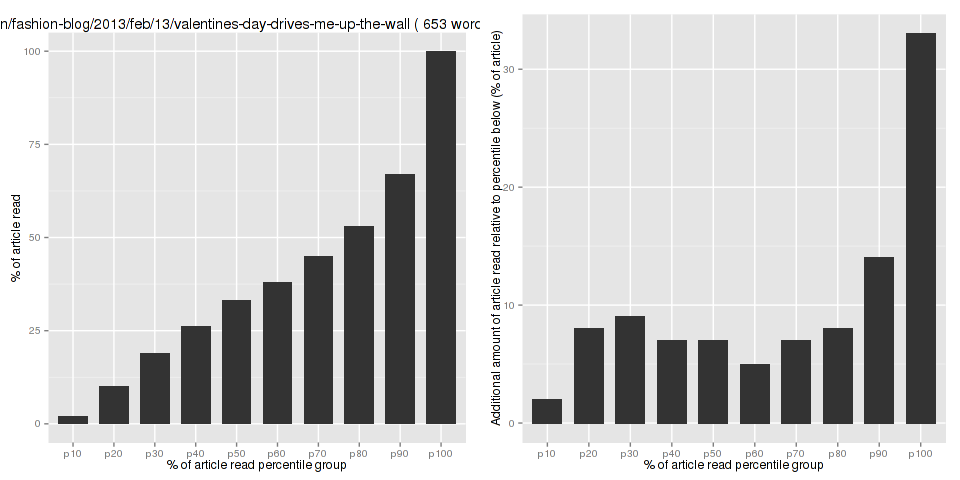 n/fashion-blog/2013/feb/13/valentines-day-drives-me-up-the-wall ( 653 word
% of article read
100
75
50
25
0
p10 p20 p30 p40 p50 p60 p70 p80 p90 p100
% of article read percentile group
Additional amount of article read relative to percentile below (% of article)
30
20
10
0
p10 p20 p30 p40 p50 p60 p70 p80 p90 p100
% of article read percentile group